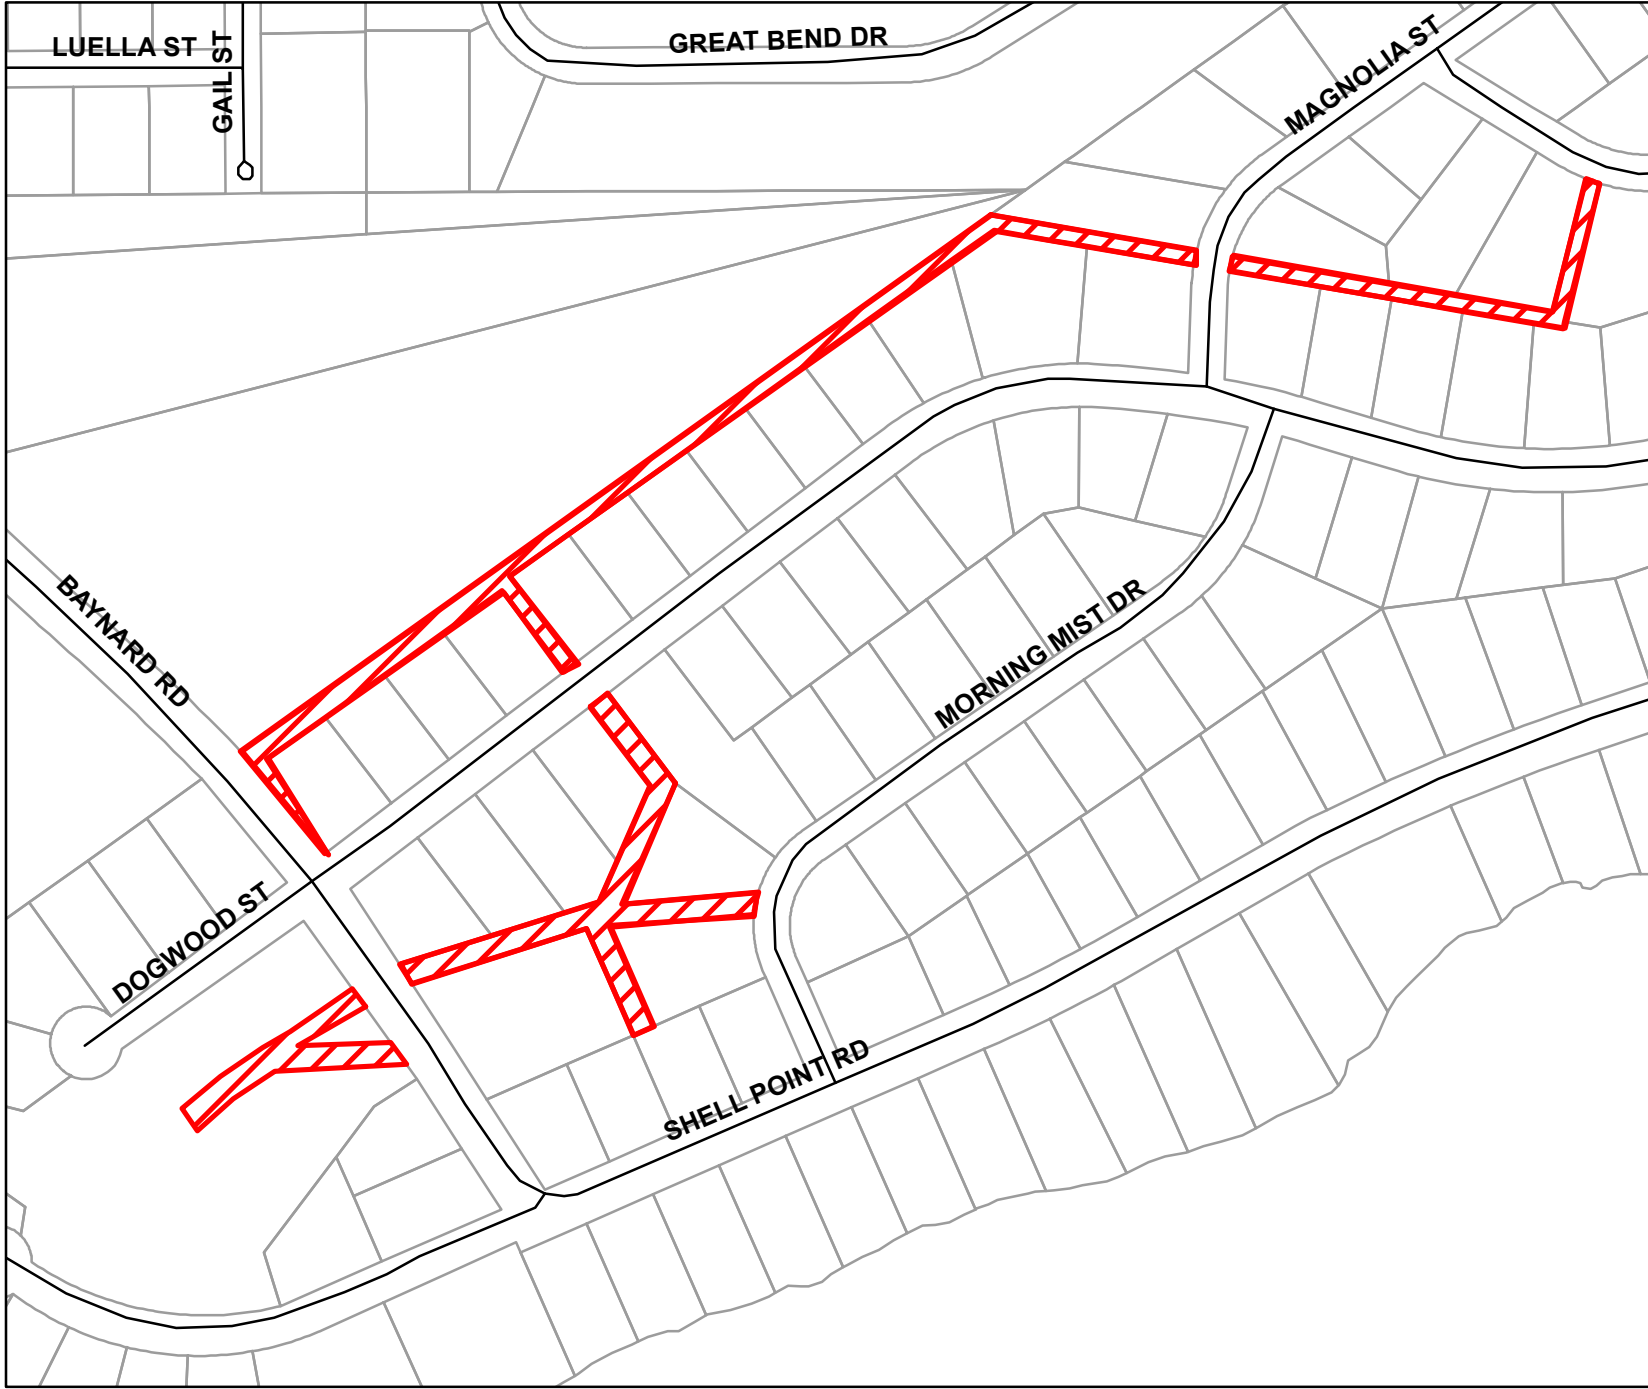 LUELLA ST
GAIL ST
GREAT BEND DR
MAGNOLIA ST
BAYNARD RD
MORNING MIST DR
DOGWOOD ST
SHELL POINT RD